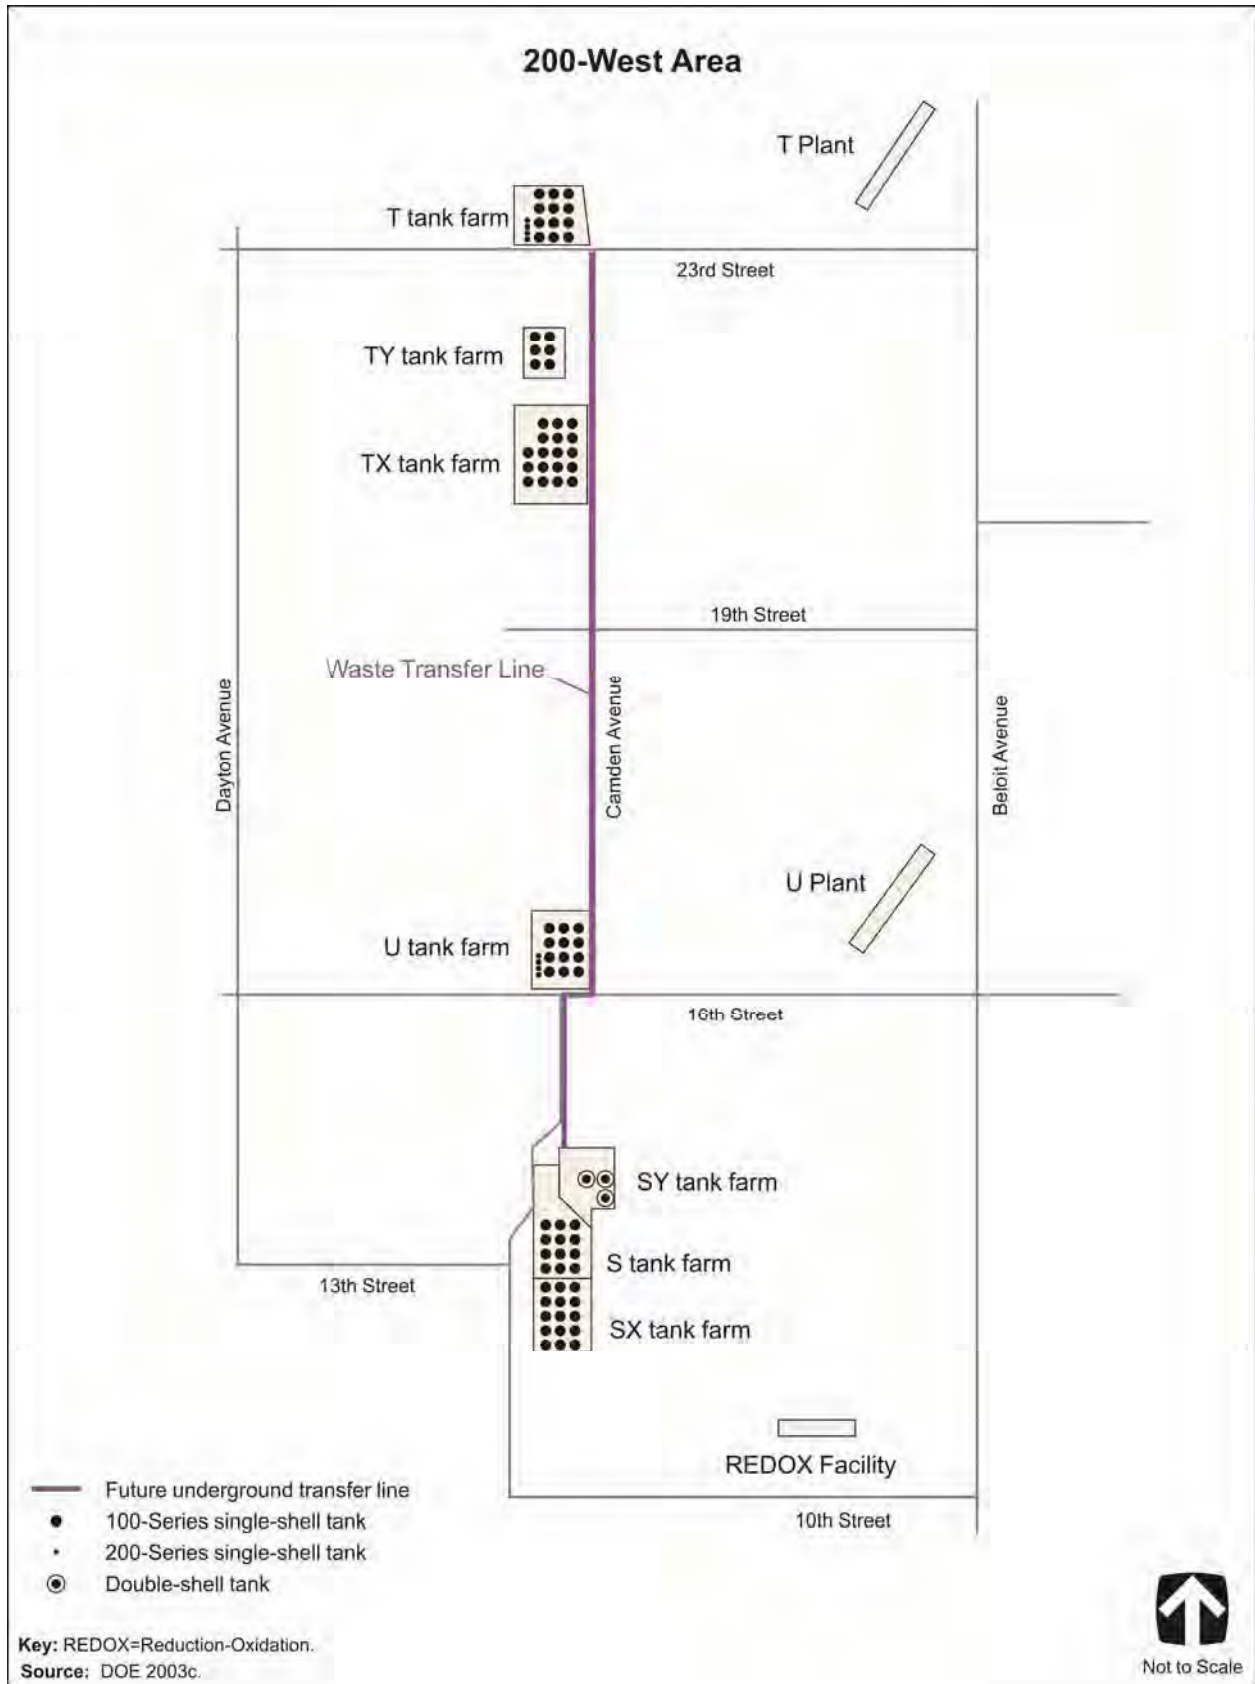 200-West Area
T Plant
T tank farm
23rd Street
TY tank farm
TX tank farm
19th Street
Waste Transfer Line
Dayton Avenue
Camden Avenue
Beloit Avenue
U Plant
U tank farm
16th Street
SY tank farm
S tank farm
13th Street
SX tank farm
REDOX Facility
10th Street
Future underground transfer line
100-Series single-shell tank
200-Series single-shell tank
Double-shell tank
Key: REDOX=Reduction-Oxidation.
Source: DOE 2003c.
Not to Scale